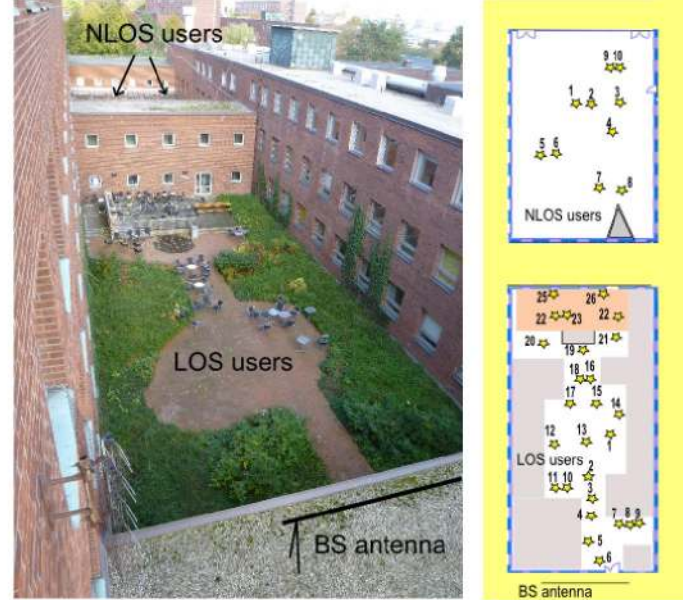 NLOS users
LOS users
BS antenna
9 10
1 2 3
4
5 6
7 8
NLOS users
25 26
22 23 22
20 21
19
18 16
17 15
14
12 13 1
LOS users
2
11 10
3
4 7 8 9
5
6
BS antenna